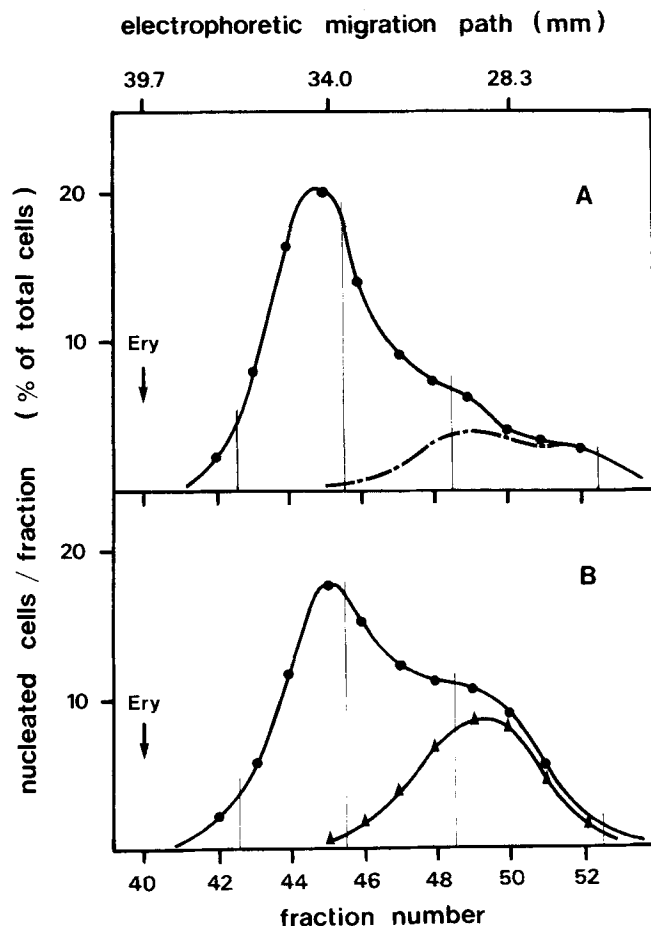 electrophoretic migration path (mm)
39.7 34.0 28.3
nucleated cells / fraction (% of total cells)
A
20
10
Ery
B
20
10
Ery
40 42 44 46 48 50 52
fraction number